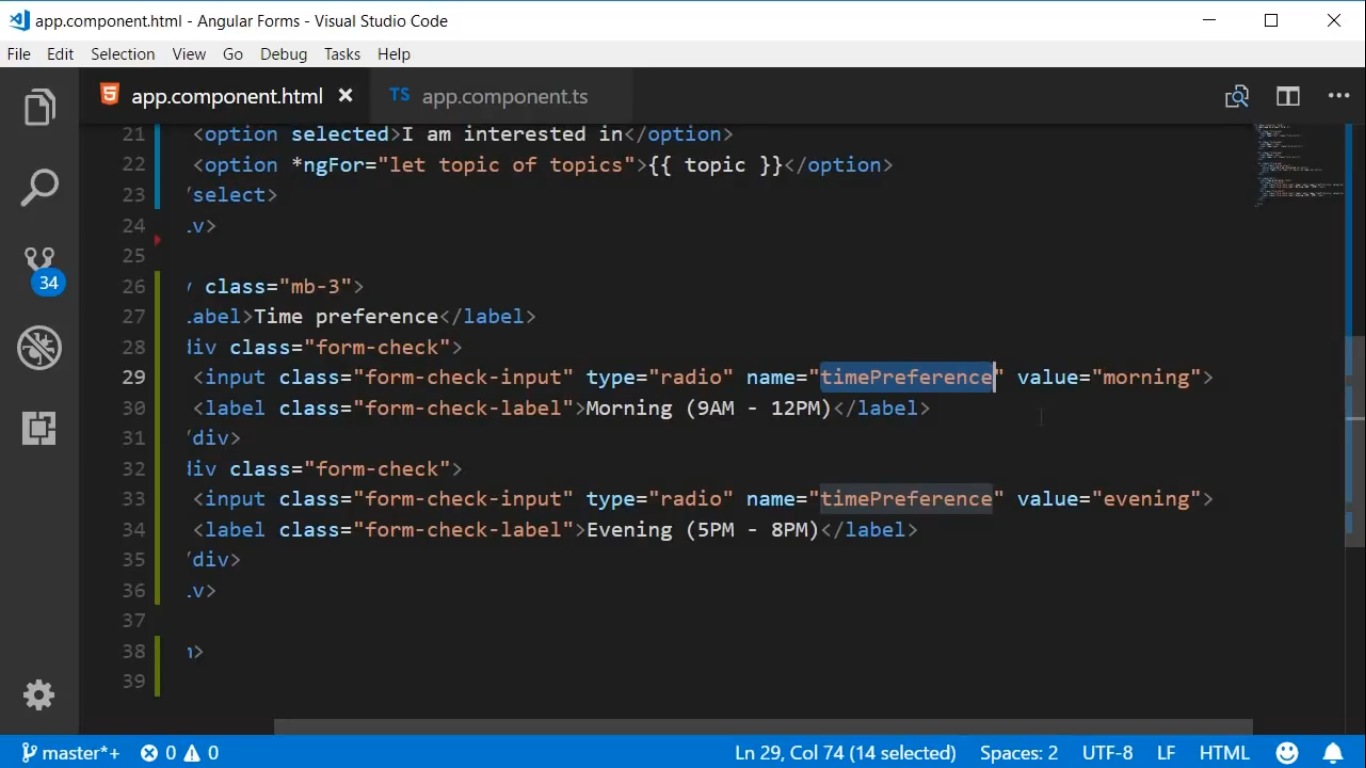 app.component.html - Angular Forms - Visual Studio Code
File Edit Selection View Go Debug Tasks Help
app.component.html
TS app.component.ts
21 <option selected>I am interested in</option>
22 <option *ngFor="let topic of topics">{{ topic }}</option>
23 select>
24 v>
25
26 class="mb-3">
27 abel>Time preference</label>
28 iv class="form-check">
29 <input class="form-check-input" type="radio" name="timePreference" value="morning">
30 <label class="form-check-label">Morning (9AM - 12PM)</label>
31 div>
32 iv class="form-check">
33 <input class="form-check-input" type="radio" name="timePreference" value="evening">
34 <label class="form-check-label">Evening (5PM - 8PM)</label>
35 div>
36 v>
37
38 >
39
34
master*+ 0 0 Ln 29, Col 74 (14 selected) Spaces: 2 UTF-8 LF HTML